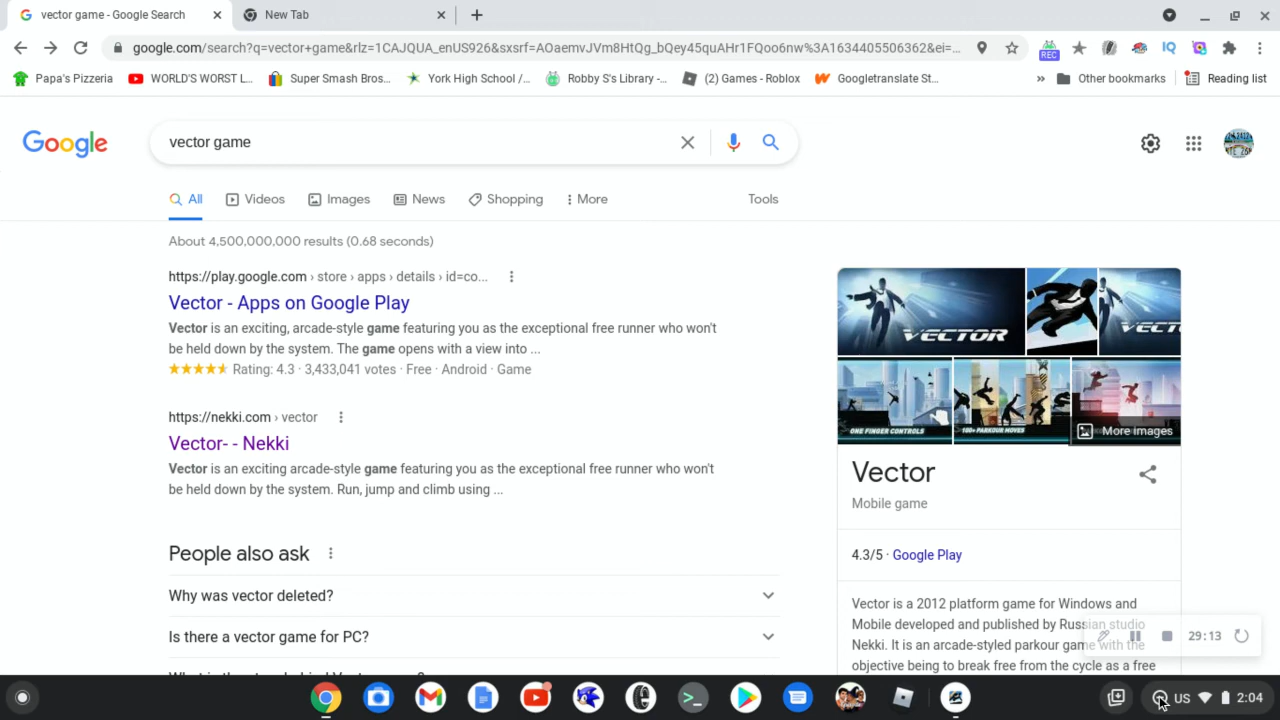 vector game - Google Search
New Tab
google.com/search?q=vector+game&rlz=1CAJQUA_enUS926&sxsrf=AOaemvJVm8HtQg_bQey45quAHr1FQoo6nw%3A1634405506362&ei=...
REC
IQ
Papa's Pizzeria
WORLD'S WORST L...
Super Smash Bros...
York High School /...
Robby S's Library -...
(2) Games - Roblox
Googletranslate St...
»
Other bookmarks
Reading list
Google
vector game
All
Videos
Images
News
Shopping
More
Tools
About 4,500,000,000 results (0.68 seconds)
https://play.google.com › store › apps › details › id=co...
Vector - Apps on Google Play
Vector is an exciting, arcade-style game featuring you as the exceptional free runner who won't
be held down by the system. The game opens with a view into ...
Rating: 4.3 · 3,433,041 votes · Free · Android · Game
https://nekki.com › vector
Vector- - Nekki
Vector is an exciting arcade-style game featuring you as the exceptional free runner who won't
be held down by the system. Run, jump and climb using ...
People also ask
Why was vector deleted?
Is there a vector game for PC?
VECTOR
VECT
ONE FINGER CONTROLS
100+ PARKOUR MOVES
More images
Vector
Mobile game
4.3/5 · Google Play
Vector is a 2012 platform game for Windows and
Mobile developed and published by Russian studio
Nekki. It is an arcade-styled parkour game with the
objective being to break free from the cycle as a free
29:13
US
2:04